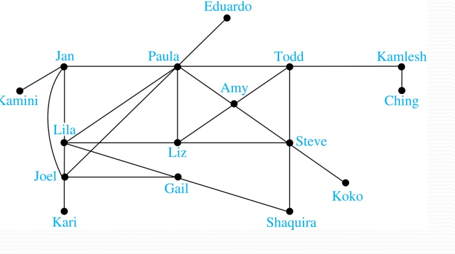 Eduardo
Jan Paula Todd Kamlesh
Amy
Kamini Ching
Lila
Steve
Liz
Joel
Gail
Koko
Kari Shaquira